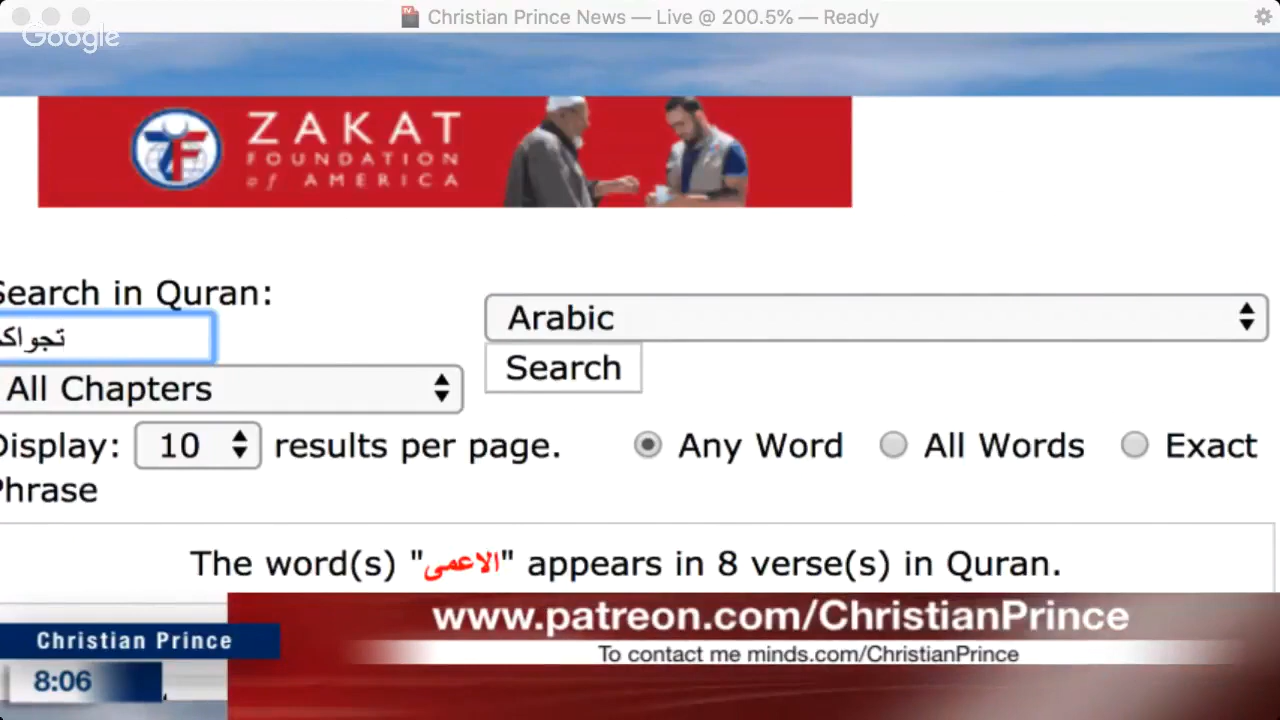 Christian Prince News — Live @ 200.5% — Ready
Google
ZAKAT
FOUNDATION
of AMERICA
Search in Quran:
تجواك
Arabic
Search
All Chapters
Display: 10 results per page. Any Word All Words Exact
Phrase
The word(s) "الاعمى" appears in 8 verse(s) in Quran.
www.patreon.com/ChristianPrince
To contact me minds.com/ChristianPrince
Christian Prince
8:06